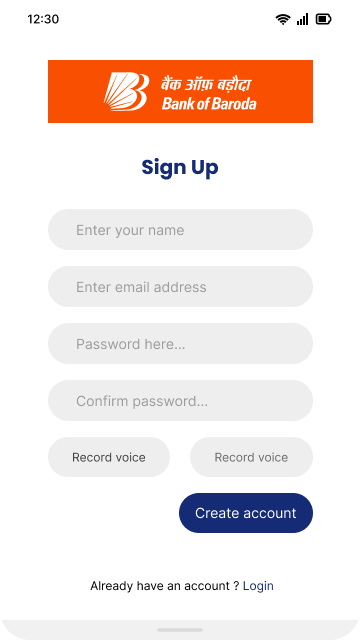 12:30
बैंक ऑफ़ बड़ौदा
Bank of Baroda
Sign Up
Enter your name
Enter email address
Password here...
Confirm password...
Record voice
Record voice
Create account
Already have an account ? Login